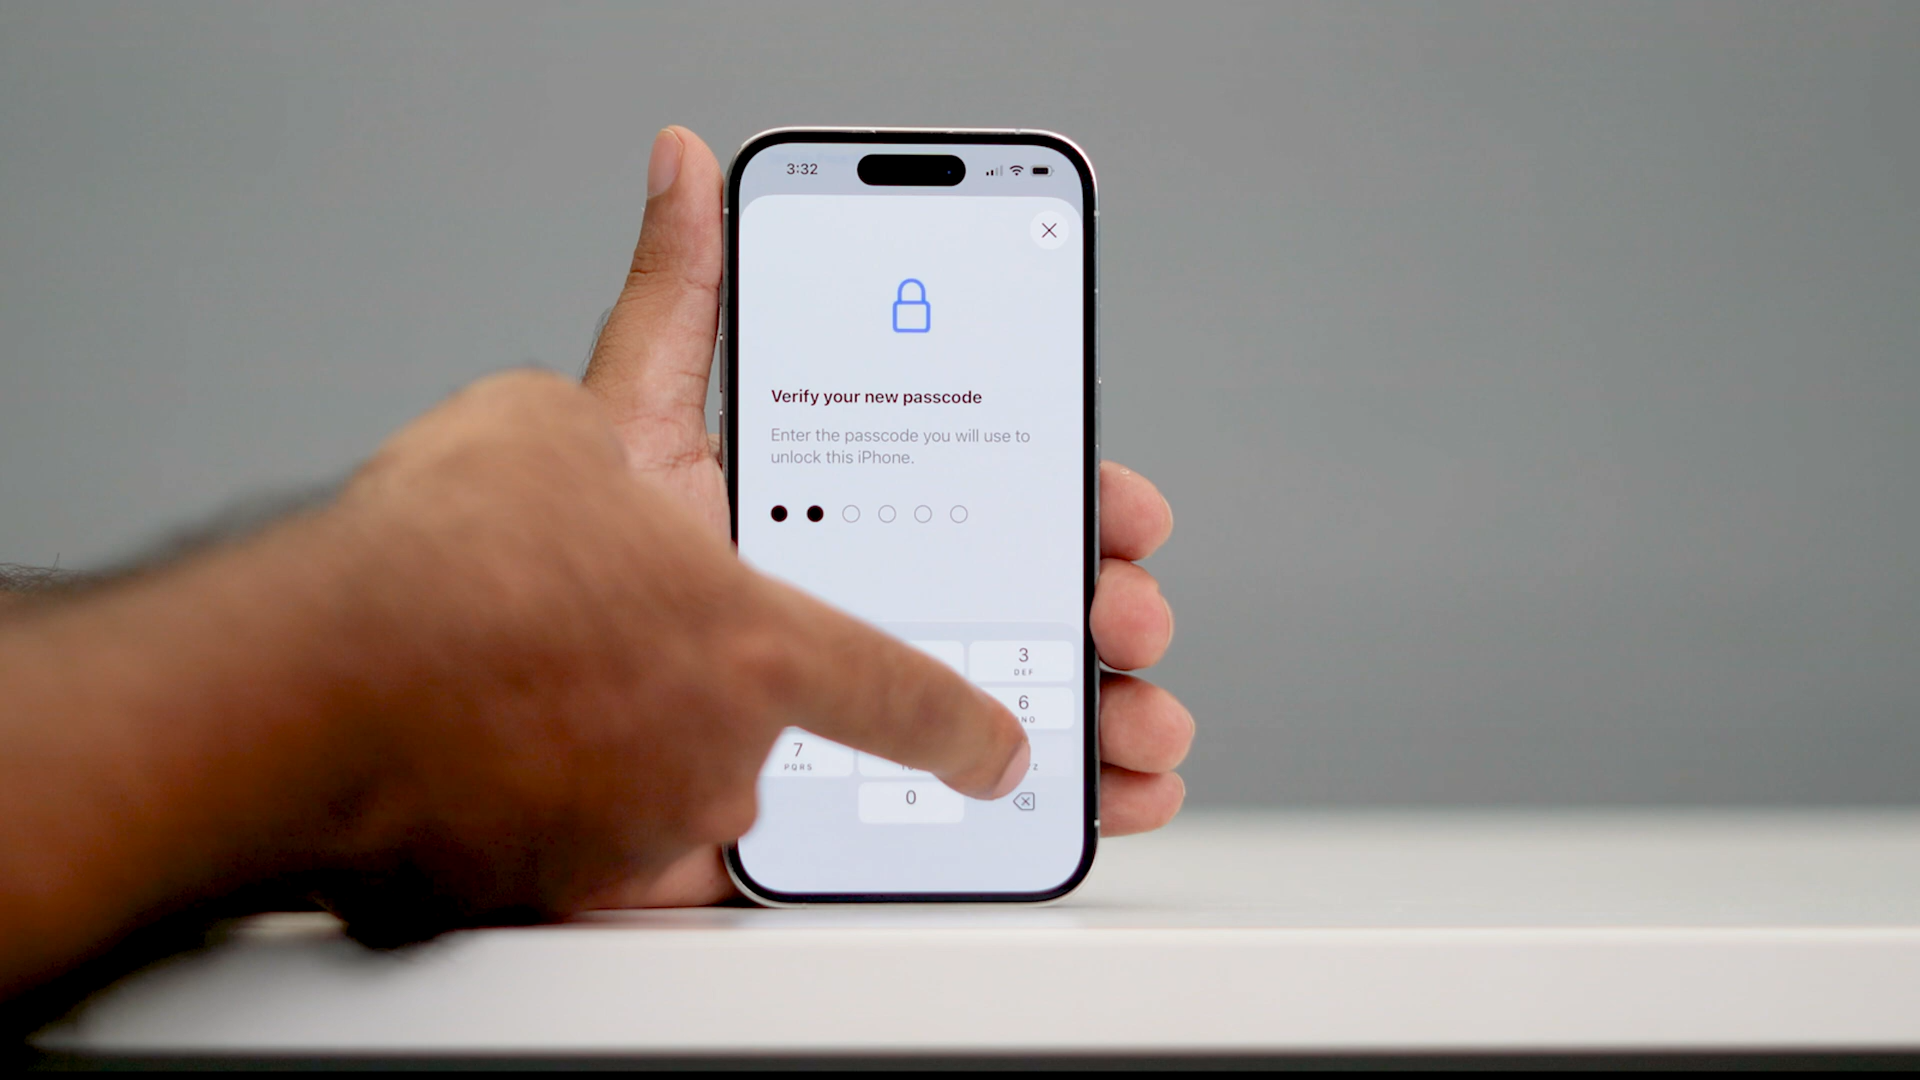 3:32
Verify your new passcode
Enter the passcode you will use to
unlock this iPhone.
3
DEF
6
NO
7
PQRS
0